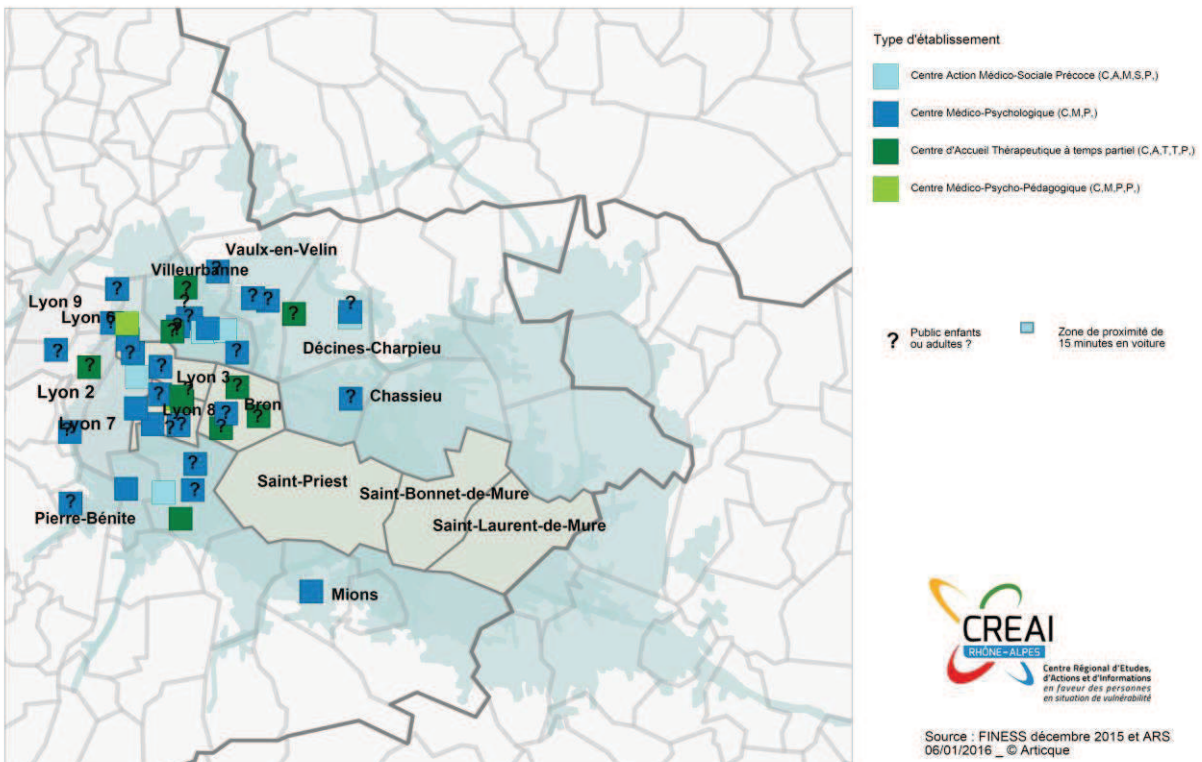 Type d'établissement
Centre Action Médico-Sociale Précoce (C,A,M,S,P,)
Centre Médico-Psychologique (C,M,P,)
Centre d'Accueil Thérapeutique à temps partiel (C,A,T,T,P,)
Centre Médico-Psycho-Pédagogique (C,M,P,P,)
Vaulx-en-Velin
Villeurbanne
Lyon 9
Lyon 6
Décines-Charpieu
Lyon 3
Lyon 2
Chassieu
Lyon 8
Bron
Lyon 7
Saint-Priest
Saint-Bonnet-de-Mure
Saint-Laurent-de-Mure
Pierre-Bénite
Mions
? Public enfants
ou adultes ?
Zone de proximité de
15 minutes en voiture
CREAI
RHÔNE-ALPES
Centre Régional d'Etudes,
d'Actions et d'Informations
en faveur des personnes
en situation de vulnérabilité
Source : FINESS décembre 2015 et ARS
06/01/2016 _ © Articque